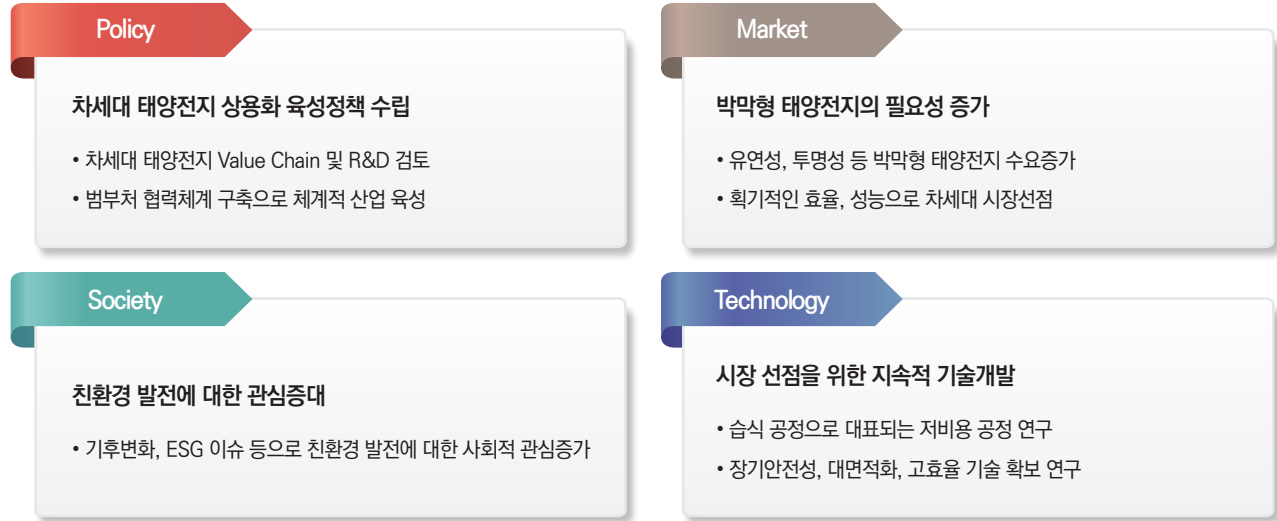 Policy
차세대 태양전지 상용화 육성정책 수립
• 차세대 태양전지 Value Chain 및 R&D 검토
• 범부처 협력체계 구축으로 체계적 산업 육성
Market
박막형 태양전지의 필요성 증가
• 유연성, 투명성 등 박막형 태양전지 수요증가
• 획기적인 효율, 성능으로 차세대 시장선점
Society
친환경 발전에 대한 관심증대
• 기후변화, ESG 이슈 등으로 친환경 발전에 대한 사회적 관심증가
Technology
시장 선점을 위한 지속적 기술개발
• 습식 공정으로 대표되는 저비용 공정 연구
• 장기안전성, 대면적화, 고효율 기술 확보 연구